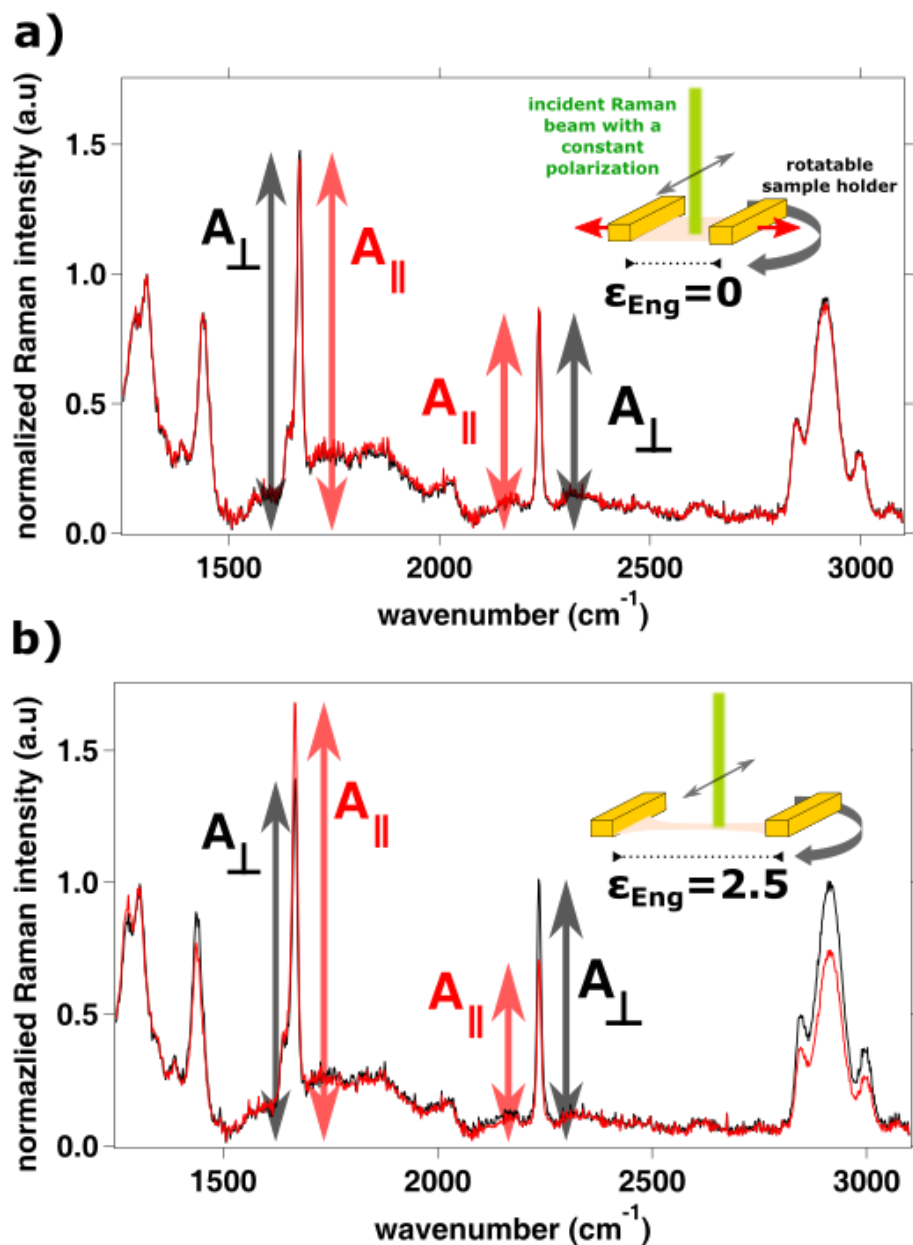 a)
normalized Raman intensity (a.u)
1.5
1.0
0.5
0.0
A⊥
A||
A||
A⊥
incident Raman
beam with a
constant
polarization
rotatable
sample holder
εEng=0
1500
2000
2500
3000
wavenumber (cm-1)
b)
normazlied Raman intensity (a.u)
1.5
1.0
0.5
0.0
A⊥
A||
A||
A⊥
εEng=2.5
1500
2000
2500
3000
wavenumber (cm-1)